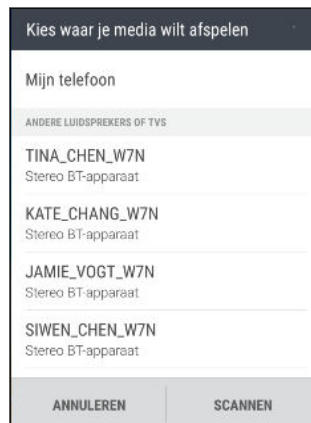 Kies waar je media wilt afspelen
Mijn telefoon
ANDERE LUIDSPREKERS OF TVS
TINA_CHEN_W7N
Stereo BT-apparaat
KATE_CHANG_W7N
Stereo BT-apparaat
JAMIE_VOGT_W7N
Stereo BT-apparaat
SIWEN_CHEN_W7N
Stereo BT-apparaat
ANNULEREN SCANNEN